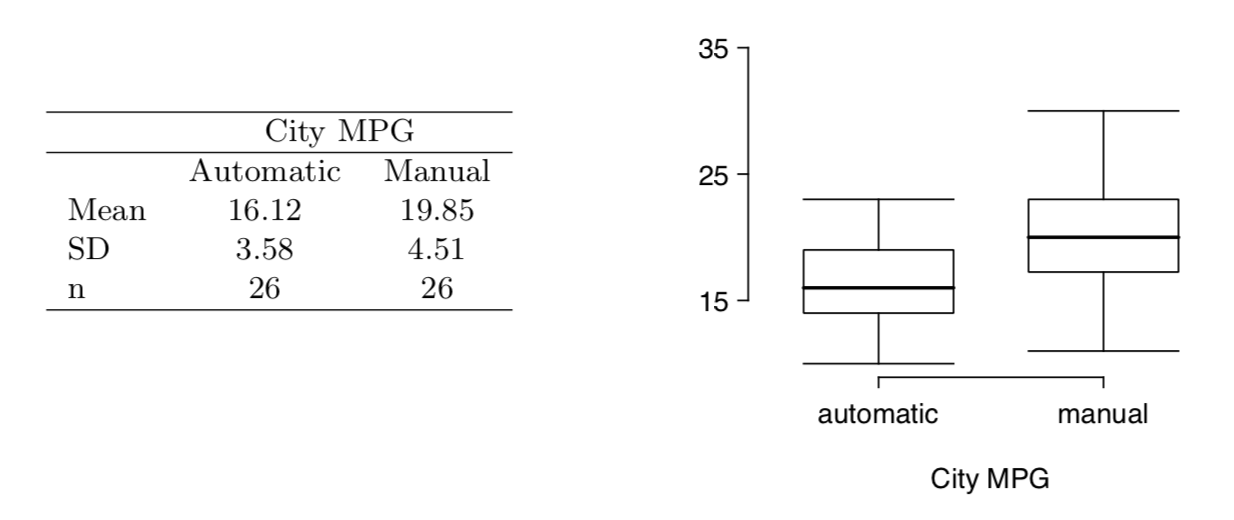 City MPG
Automatic Manual
Mean 16.12 19.85
SD 3.58 4.51
n 26 26
35
25
15
automatic manual
City MPG